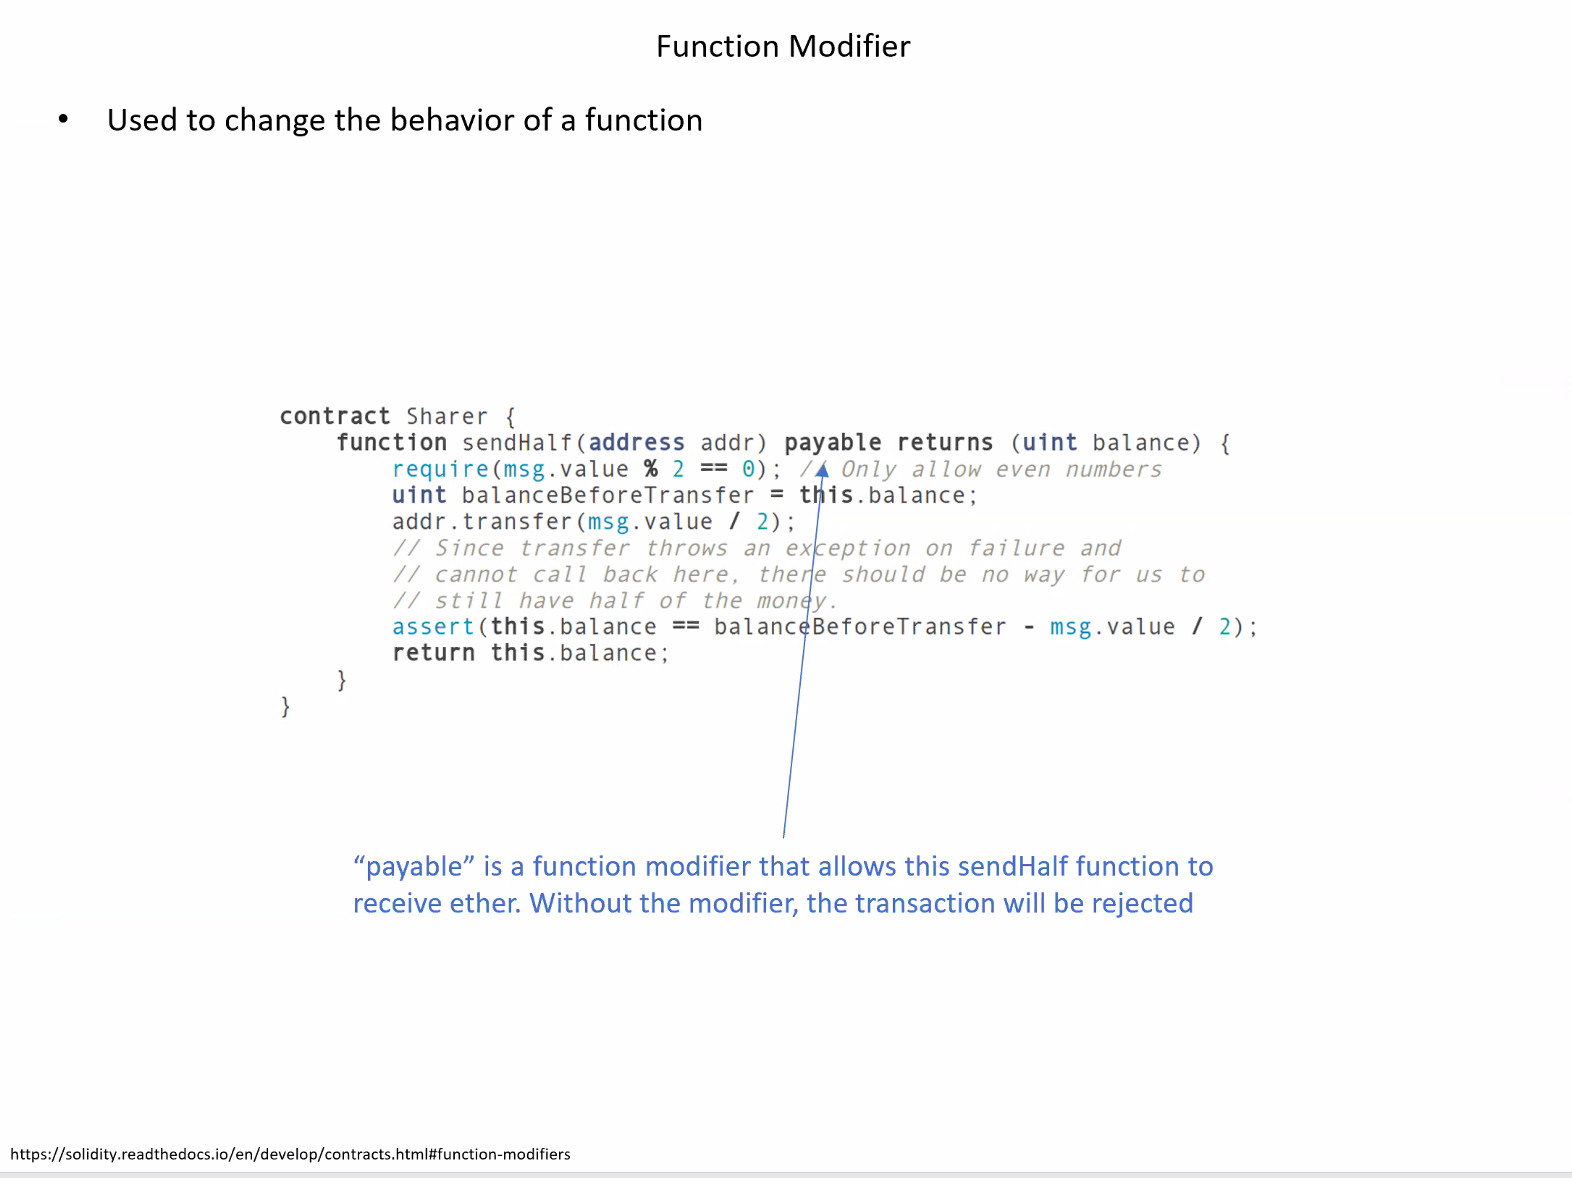 Function Modifier
• Used to change the behavior of a function
contract Sharer {
    function sendHalf(address addr) payable returns (uint balance) {
        require(msg.value % 2 == 0); // Only allow even numbers
        uint balanceBeforeTransfer = this.balance;
        addr.transfer(msg.value / 2);
        // Since transfer throws an exception on failure and
        // cannot call back here, there should be no way for us to
        // still have half of the money.
        assert(this.balance == balanceBeforeTransfer - msg.value / 2);
        return this.balance;
    }
}
“payable” is a function modifier that allows this sendHalf function to
receive ether. Without the modifier, the transaction will be rejected
https://solidity.readthedocs.io/en/develop/contracts.html#function-modifiers